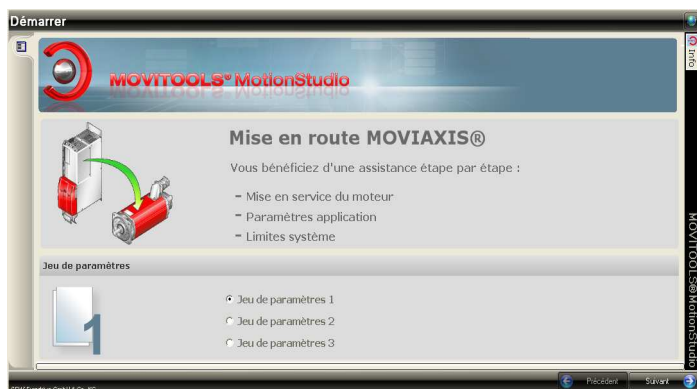 Démarrer
Info
MOVITOOLS® MotionStudio
Mise en route MOVIAXIS®
Vous bénéficiez d'une assistance étape par étape :
- Mise en service du moteur
- Paramètres application
- Limites système
Jeu de paramètres
1
Jeu de paramètres 1
Jeu de paramètres 2
Jeu de paramètres 3
MOVITOOLS® MotionStudio
Précédent
Suivant